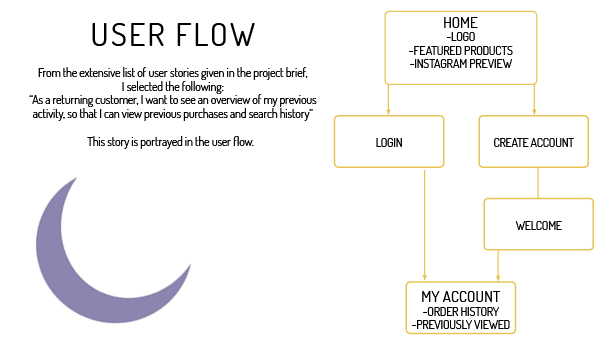 USER FLOW
From the extensive list of user stories given in the project brief,
I selected the following:
"As a returning customer, I want to see an overview of my previous
activity, so that I can view previous purchases and search history"
This story is portrayed in the user flow.
HOME
-LOGO
-FEATURED PRODUCTS
-INSTAGRAM PREVIEW
LOGIN
CREATE ACCOUNT
WELCOME
MY ACCOUNT
-ORDER HISTORY
-PREVIOUSLY VIEWED